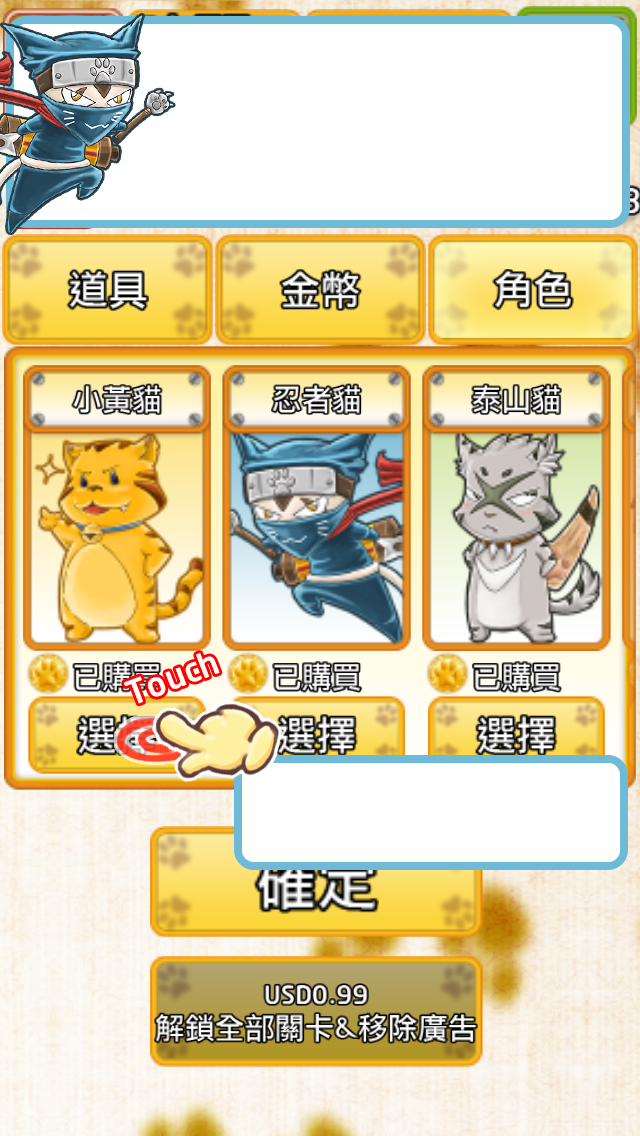 道具
金幣
角色
小黃貓
忍者貓
泰山貓
已購買
已購買
已購買
Touch
選擇
選擇
選擇
確定
USD0.99
解鎖全部關卡&移除廣告